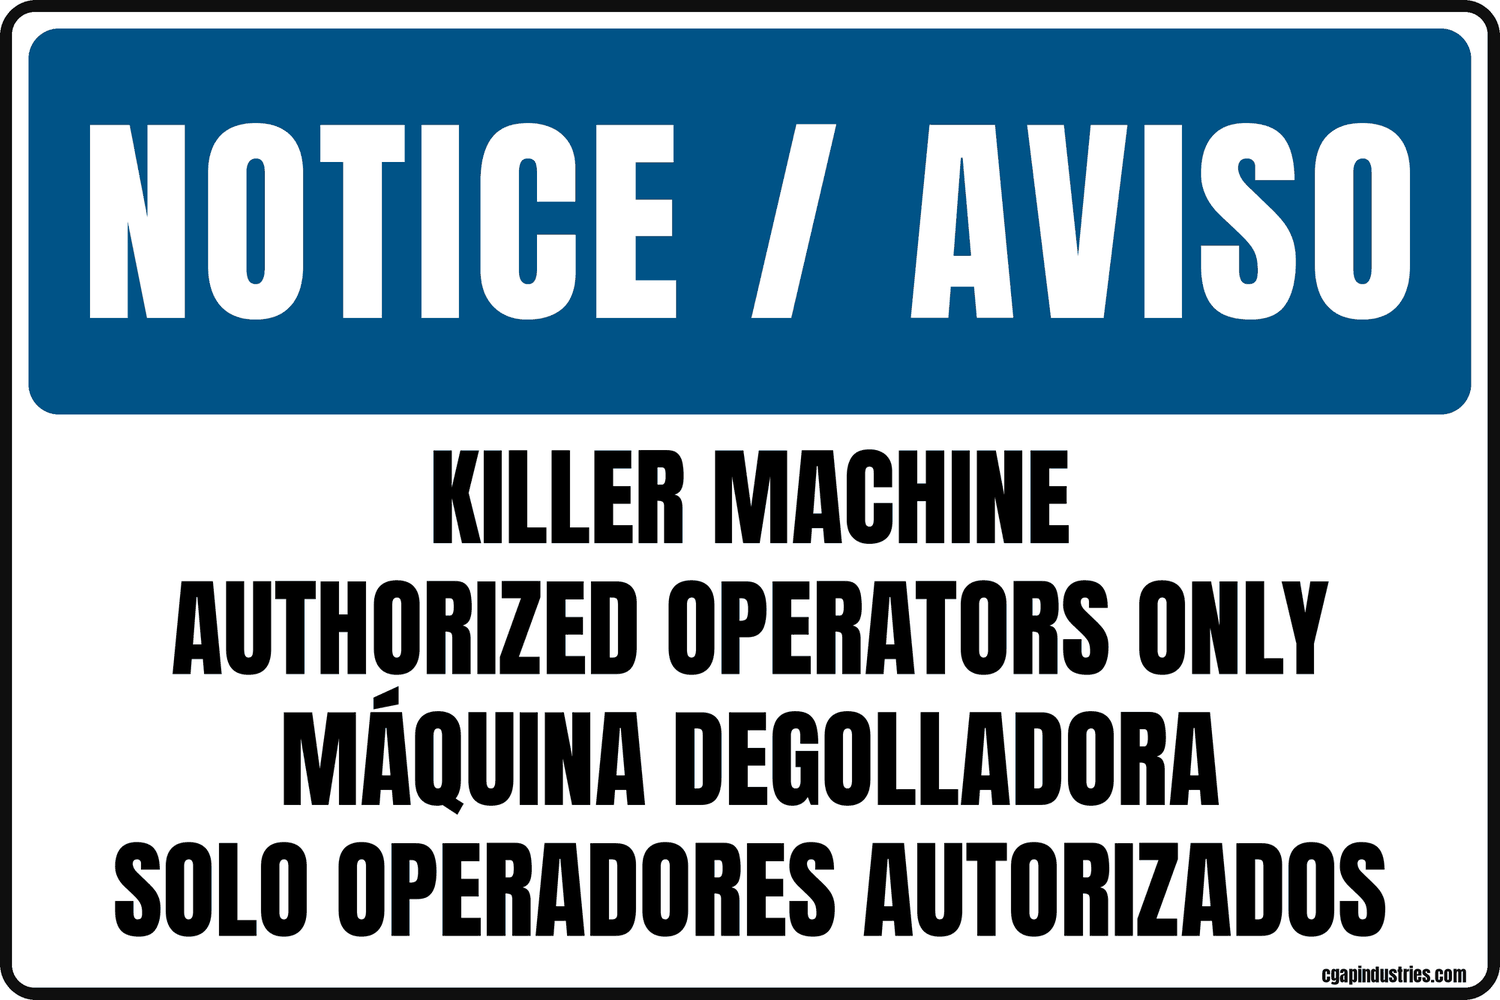 NOTICE / AVISO
KILLER MACHINE
AUTHORIZED OPERATORS ONLY
MÁQUINA DEGOLLADORA
SOLO OPERADORES AUTORIZADOS
cgapindustries.com